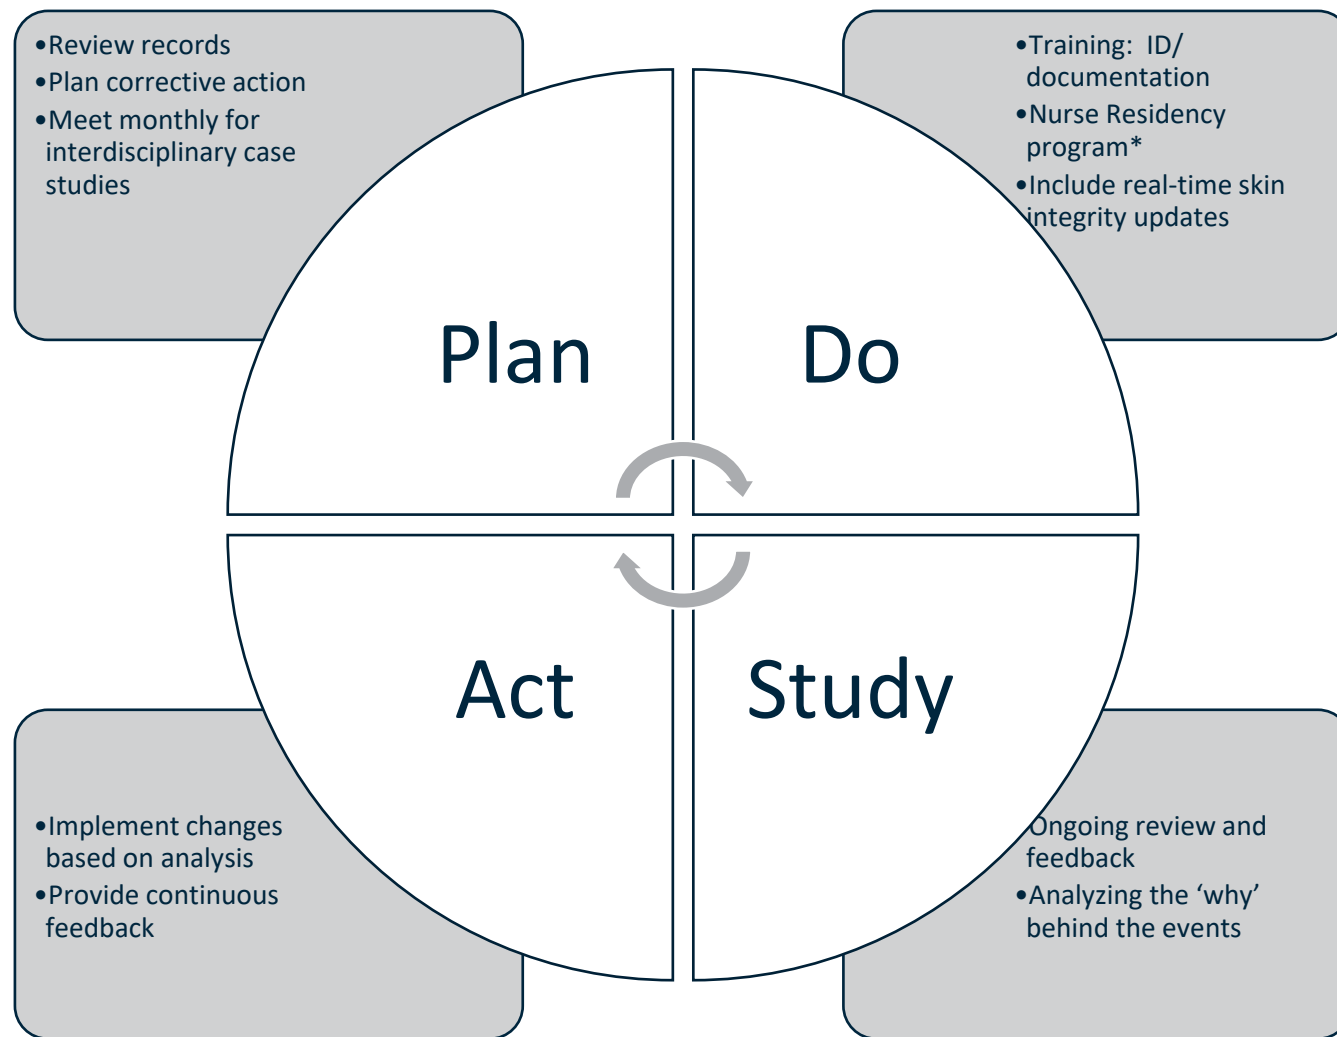 •Review records
•Plan corrective action
•Meet monthly for
interdisciplinary case
studies
•Training: ID/
documentation
•Nurse Residency
program*
•Include real-time skin
integrity updates
Plan
Do
Act
Study
•Implement changes
based on analysis
•Provide continuous
feedback
Ongoing review and
feedback
•Analyzing the ‘why’
behind the events